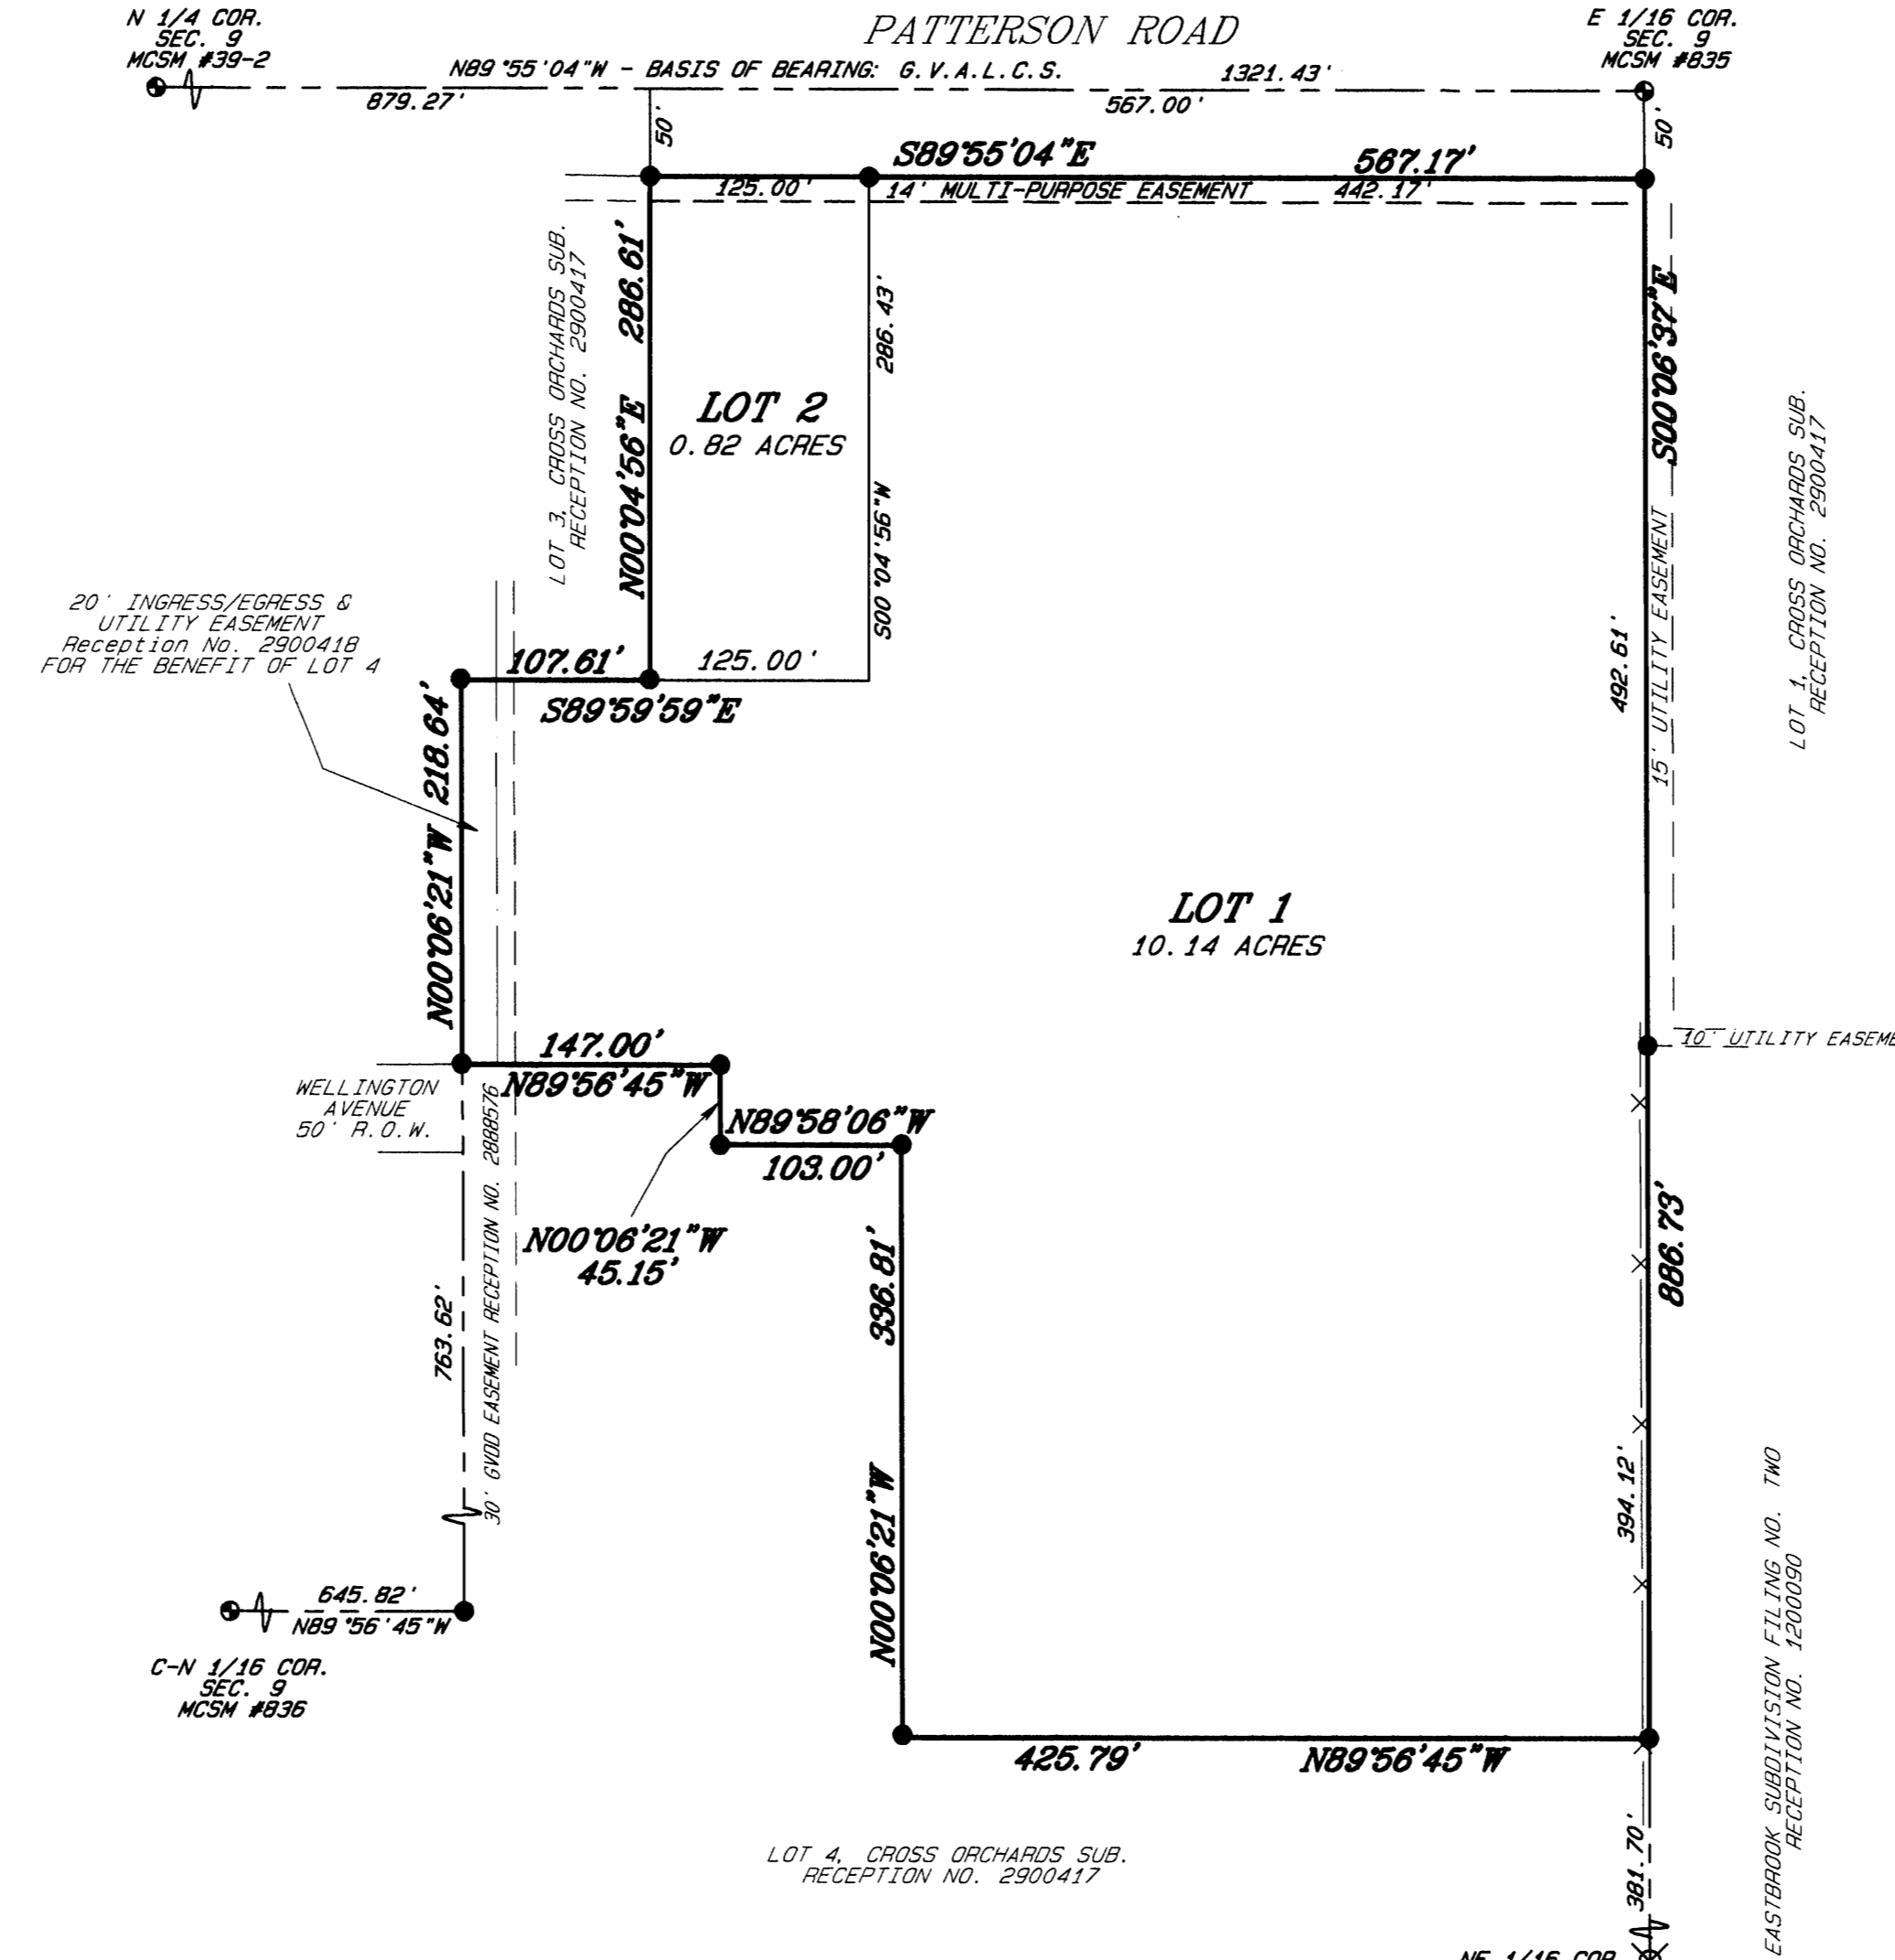 N 1/4 COR.
SEC. 9
MCSM #39-2
PATTERSON ROAD
E 1/16 COR.
SEC. 9
MCSM #835
N89°55'04"W - BASIS OF BEARING: G.V.A.L.C.S.
1321.43'
879.27'
567.00'
50'
50'
S89°55'04"E
567.17'
125.00'
14' MULTI-PURPOSE EASEMENT
442.17'
LOT 3, CROSS ORCHARDS SUB.
RECEPTION NO. 2900417
N00°04'56"E 286.61'
286.43'
S00°04'56"W
LOT 2
0.82 ACRES
S00°06'37"E
LOT 1, CROSS ORCHARDS SUB.
RECEPTION NO. 2900417
20' INGRESS/EGRESS &
UTILITY EASEMENT
Reception No. 2900418
FOR THE BENEFIT OF LOT 4
107.61'
125.00'
S89°59'59"E
492.61'
15' UTILITY EASEMENT
N00°06'21"W 218.64'
LOT 1
10.14 ACRES
10' UTILITY EASEME
147.00'
N89°56'45"W
WELLINGTON
AVENUE
50' R.O.W.
N89°58'06"W
103.00'
N00°06'21"W
45.15'
763.62'
30' GVDD EASEMENT RECEPTION NO. 2888576
N00°06'21"W 336.81'
886.73'
394.12'
645.82'
N89°56'45"W
C-N 1/16 COR.
SEC. 9
MCSM #836
425.79'
N89°56'45"W
EASTBROOK SUBDIVISION FILING NO. TWO
RECEPTION NO. 1200090
LOT 4, CROSS ORCHARDS SUB.
RECEPTION NO. 2900417
381.70'
NE 1/16 COR